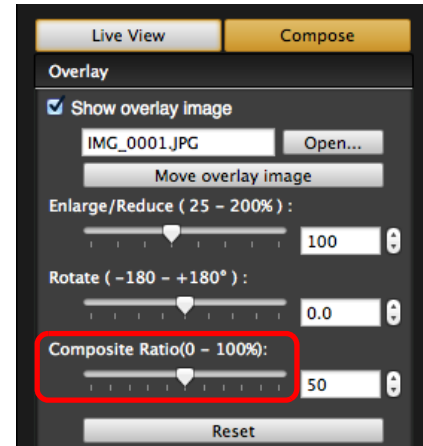 Live View Compose
Overlay
Show overlay image
IMG_0001.JPG Open...
Move overlay image
Enlarge/Reduce ( 25 - 200% ) :
100
Rotate ( -180 - +180° ) :
0.0
Composite Ratio(0 - 100%):
50
Reset